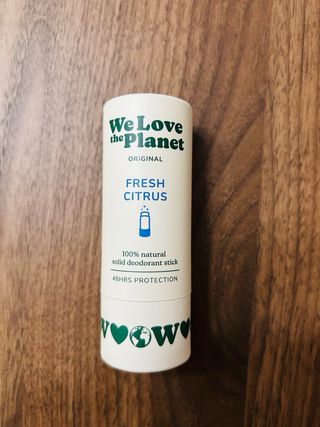 We Love
the Planet
ORiGINAL
FRESH
CITRUS
100% natural
solid deodorant stick
48HRS PROTECTION
W W